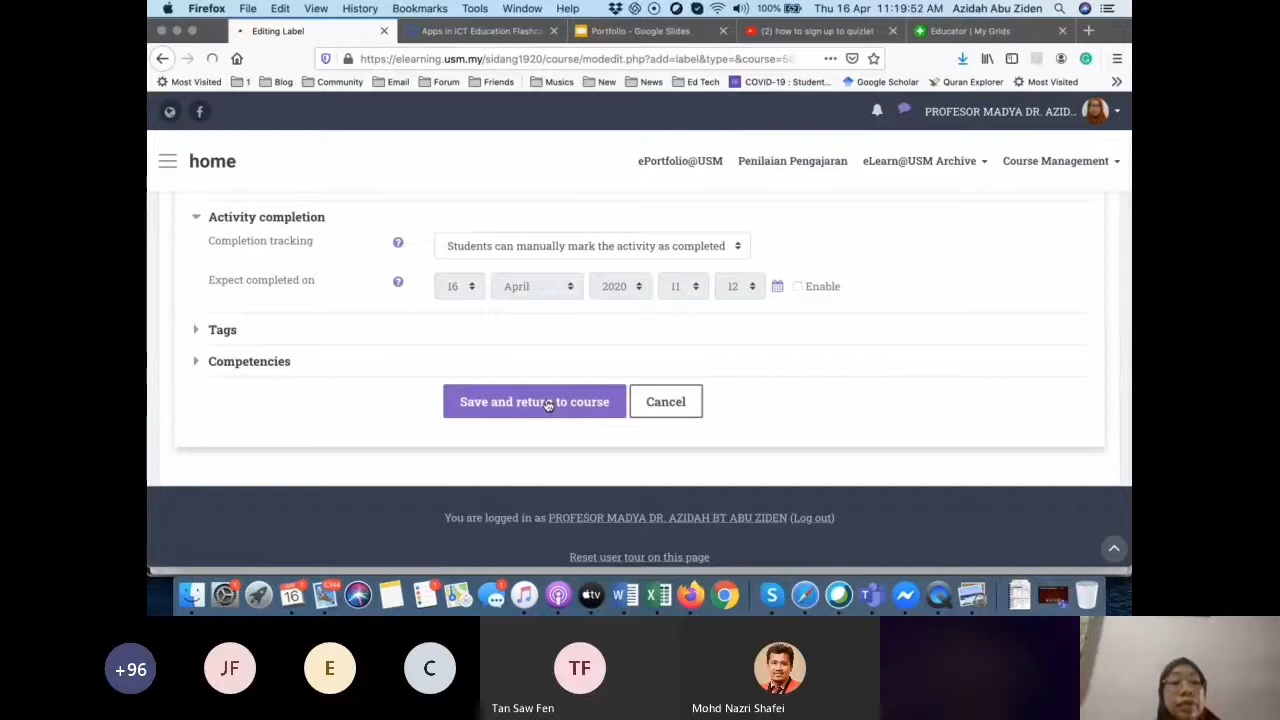 Firefox File Edit View History Bookmarks Tools Window Help 100% Thu 16 Apr 11:19:52 AM Azidah Abu Ziden
Editing Label Apps in ICT Education Flashc Portfolio - Google Slides (2) how to sign up to quizlet - Educator | My Grids
https://elearning.usm.my/sidang1920/course/modedit.php?add=label&type=&course=58
Most Visited 1 Blog Community Email Forum Friends Musics New News Ed Tech COVID-19 : Student... Google Scholar Quran Explorer Most Visited
PROFESOR MADYA DR. AZID...
home ePortfolio@USM Penilaian Pengajaran eLearn@USM Archive Course Management
Activity completion
Completion tracking Students can manually mark the activity as completed
Expect completed on 16 April 2020 11 12 Enable
Tags
Competencies
Save and return to course Cancel
You are logged in as PROFESOR MADYA DR. AZIDAH BT ABU ZIDEN (Log out)
Reset user tour on this page
+96 JF E C TF
Tan Saw Fen Mohd Nazri Shafei